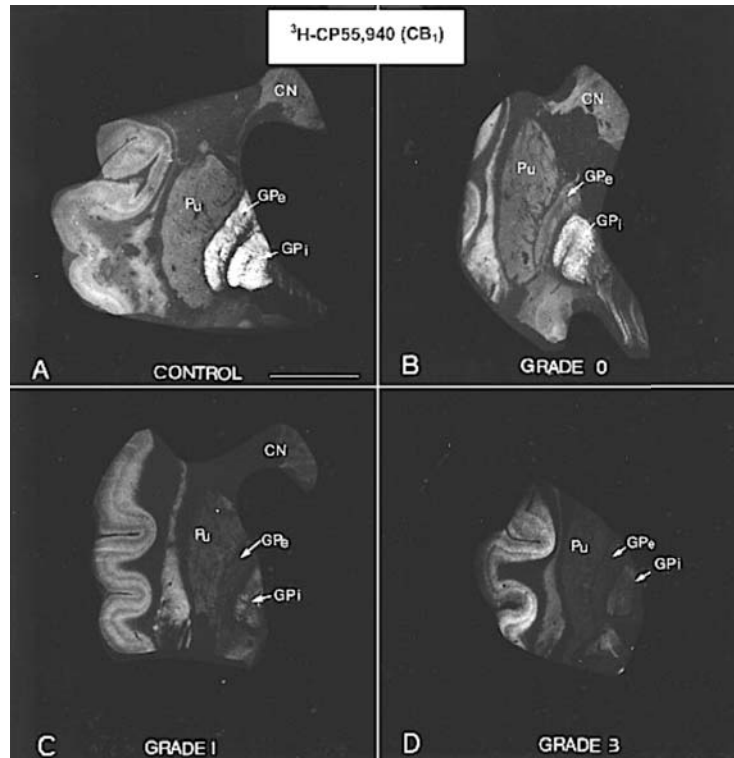 ³H-CP55,940 (CB₁)
CN
Pu
GPe
GPi
A
CONTROL
CN
Pu
GPe
GPi
B
GRADE 0
CN
Pu
GPe
GPi
C
GRADE I
Pu
GPe
GPi
D
GRADE 3